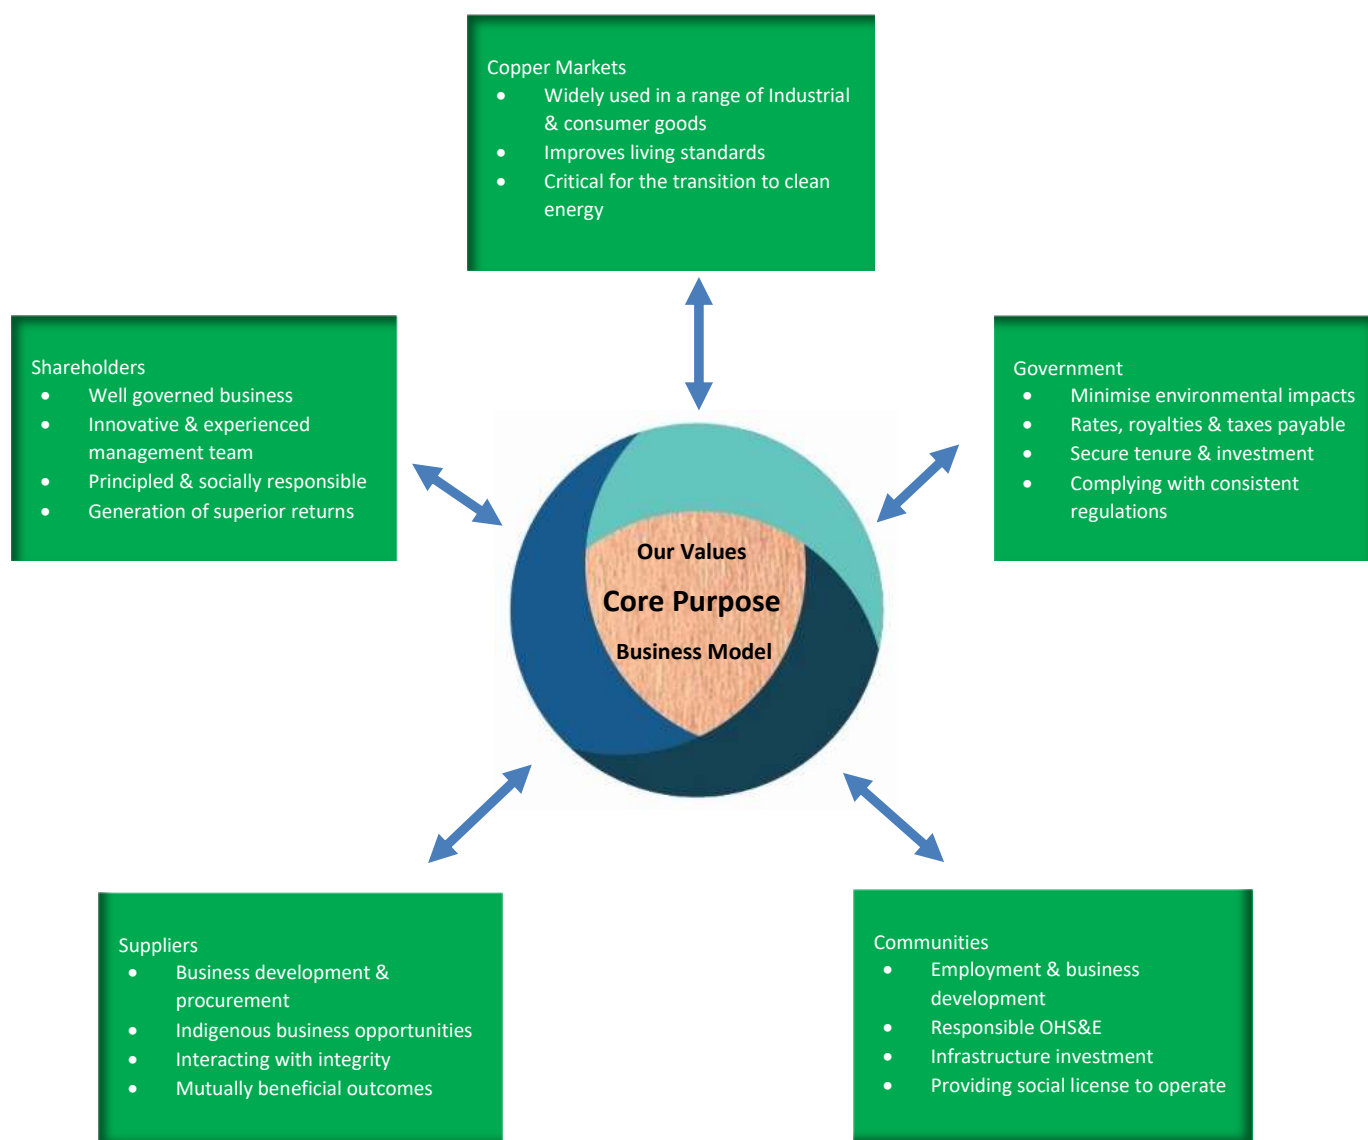 Copper Markets
• Widely used in a range of Industrial
& consumer goods
• Improves living standards
• Critical for the transition to clean
energy
Shareholders
• Well governed business
• Innovative & experienced
management team
• Principled & socially responsible
• Generation of superior returns
Government
• Minimise environmental impacts
• Rates, royalties & taxes payable
• Secure tenure & investment
• Complying with consistent
regulations
Our Values
Core Purpose
Business Model
Suppliers
• Business development &
procurement
• Indigenous business opportunities
• Interacting with integrity
• Mutually beneficial outcomes
Communities
• Employment & business
development
• Responsible OHS&E
• Infrastructure investment
• Providing social license to operate